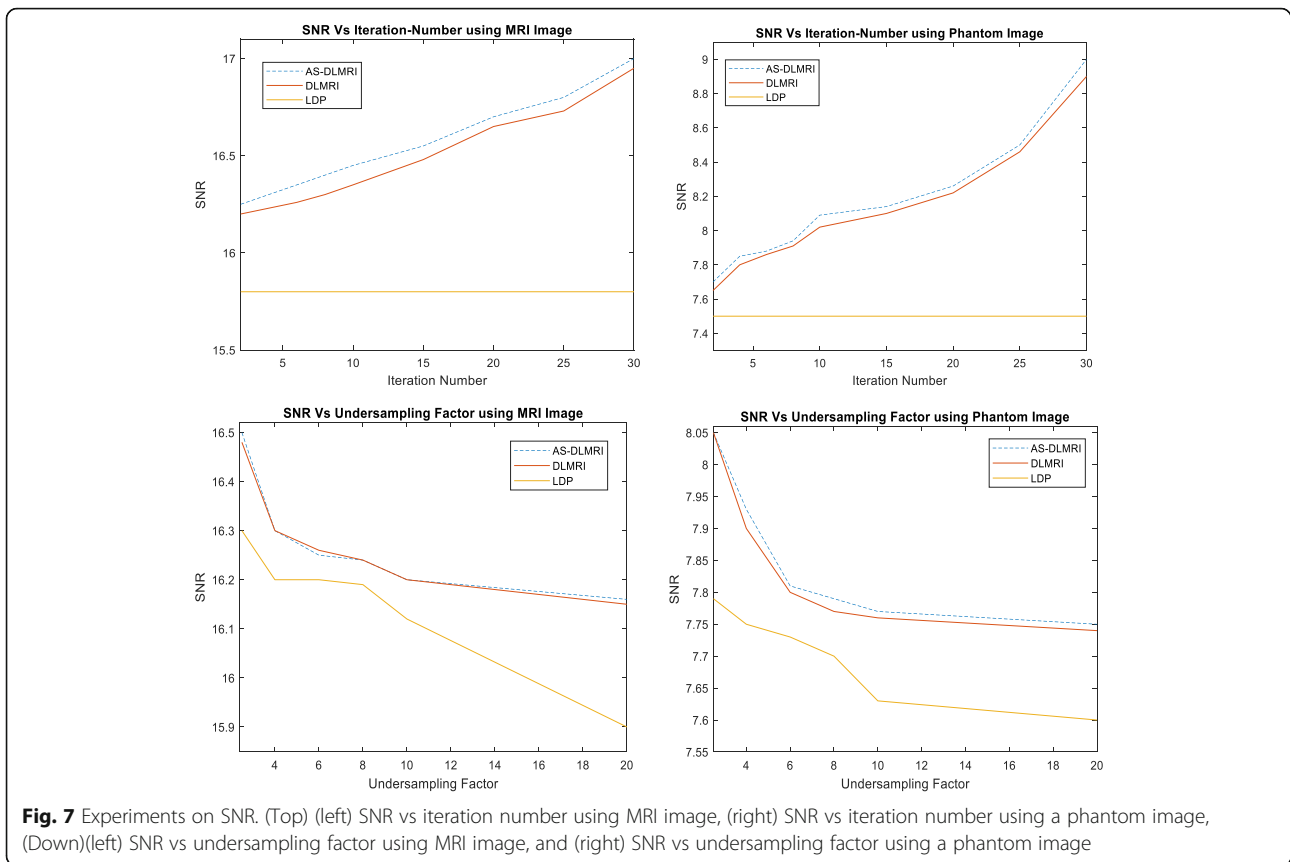 SNR Vs Iteration-Number using MRI Image
17
16.5
16
15.5
SNR
AS-DLMRI
DLMRI
LDP
5 10 15 20 25 30
Iteration Number
SNR Vs Iteration-Number using Phantom Image
9
8.8
8.6
8.4
8.2
8
7.8
7.6
7.4
SNR
AS-DLMRI
DLMRI
LDP
5 10 15 20 25 30
Iteration Number
SNR Vs Undersampling Factor using MRI Image
16.5
16.4
16.3
16.2
16.1
16
15.9
SNR
AS-DLMRI
DLMRI
LDP
4 6 8 10 12 14 16 18 20
Undersampling Factor
SNR Vs Undersampling Factor using Phantom Image
8.05
8
7.95
7.9
7.85
7.8
7.75
7.7
7.65
7.6
7.55
SNR
AS-DLMRI
DLMRI
LDP
4 6 8 10 12 14 16 18 20
Undersampling Factor
Fig. 7 Experiments on SNR. (Top) (left) SNR vs iteration number using MRI image, (right) SNR vs iteration number using a phantom image,
(Down)(left) SNR vs undersampling factor using MRI image, and (right) SNR vs undersampling factor using a phantom image